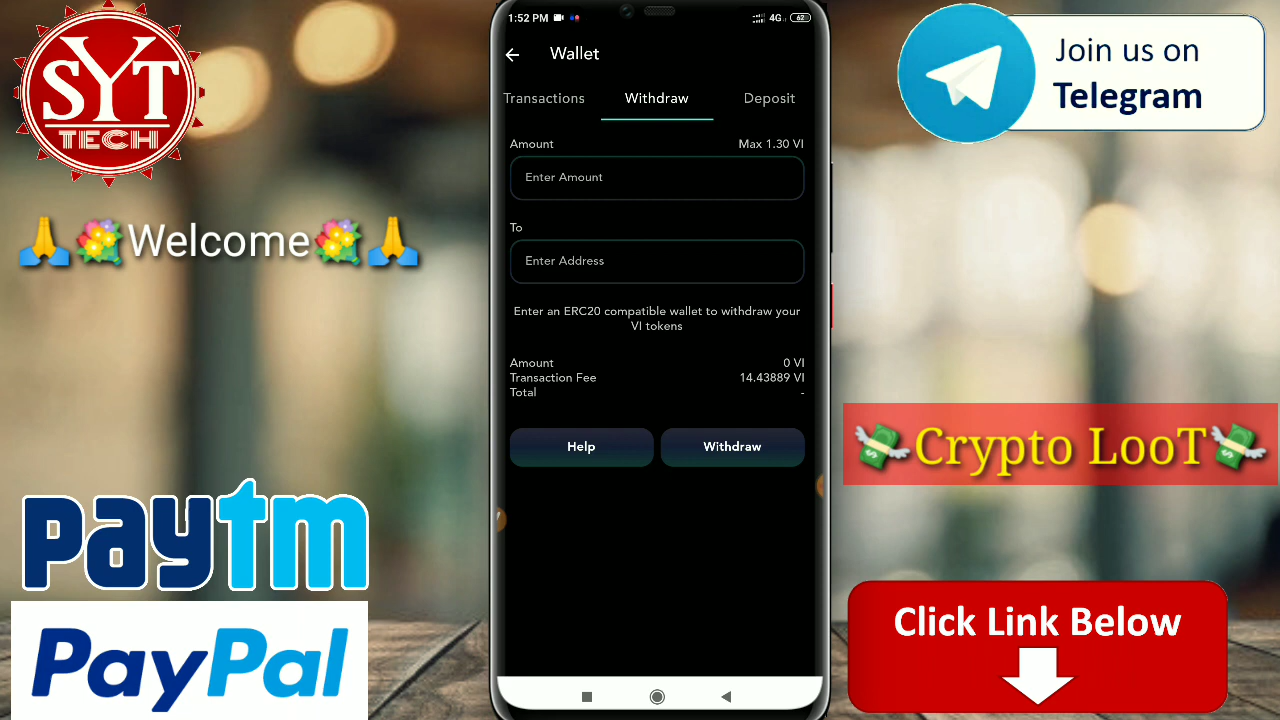 SYT
TECH
🙏💐Welcome💐🙏
paytm
PayPal
1:52 PM
4G
62
Wallet
Transactions Withdraw Deposit
Amount Max 1.30 VI
Enter Amount
To
Enter Address
Enter an ERC20 compatible wallet to withdraw your
VI tokens
Amount 0 VI
Transaction Fee 14.43889 VI
Total -
Help Withdraw
Join us on
Telegram
💸Crypto LooT💸
Click Link Below